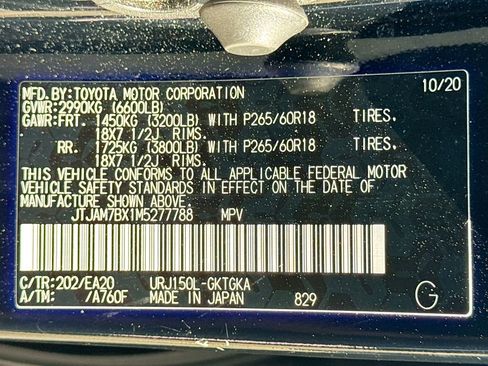 MFD.BY:TOYOTA MOTOR CORPORATION 10/20
GVWR:2990KG (6600LB)
GAWR:FRT. 1450KG (3200LB) WITH P265/60R18 TIRES,
18X7 1/2J RIMS.
RR. 1725KG (3800LB) WITH P265/60R18 TIRES,
18X7 1/2J RIMS.
THIS VEHICLE CONFORMS TO ALL APPLICABLE FEDERAL MOTOR
VEHICLE SAFETY STANDARDS IN EFFECT ON THE DATE OF
MANUFACTURE SHOWN ABOVE.
JTJAM7BX1M5277788 MPV
C/TR:202/EA20 URJ150L-GKTGKA
A/TM: /A760F MADE IN JAPAN 829 G